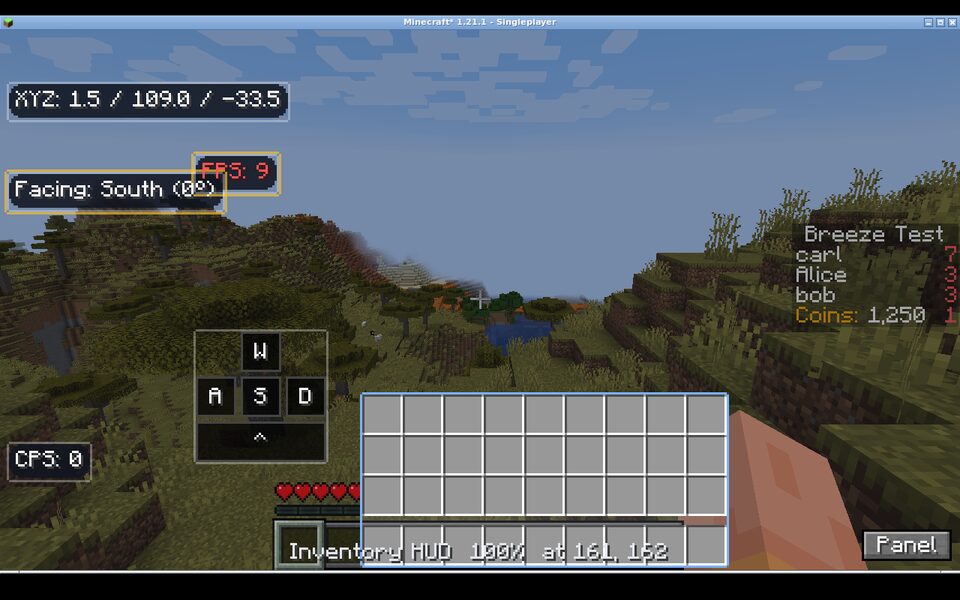 Minecraft* 1.21.1 - Singleplayer
XYZ: 1.5 / 109.0 / -33.5
FPS: 9
Facing: South (0°)
Breeze Test
carl 7
Alice 3
bob 3
Coins: 1,250 1
W
A S D
^
CPS: 0
Inventory HUD 100% at 161, 162
Panel